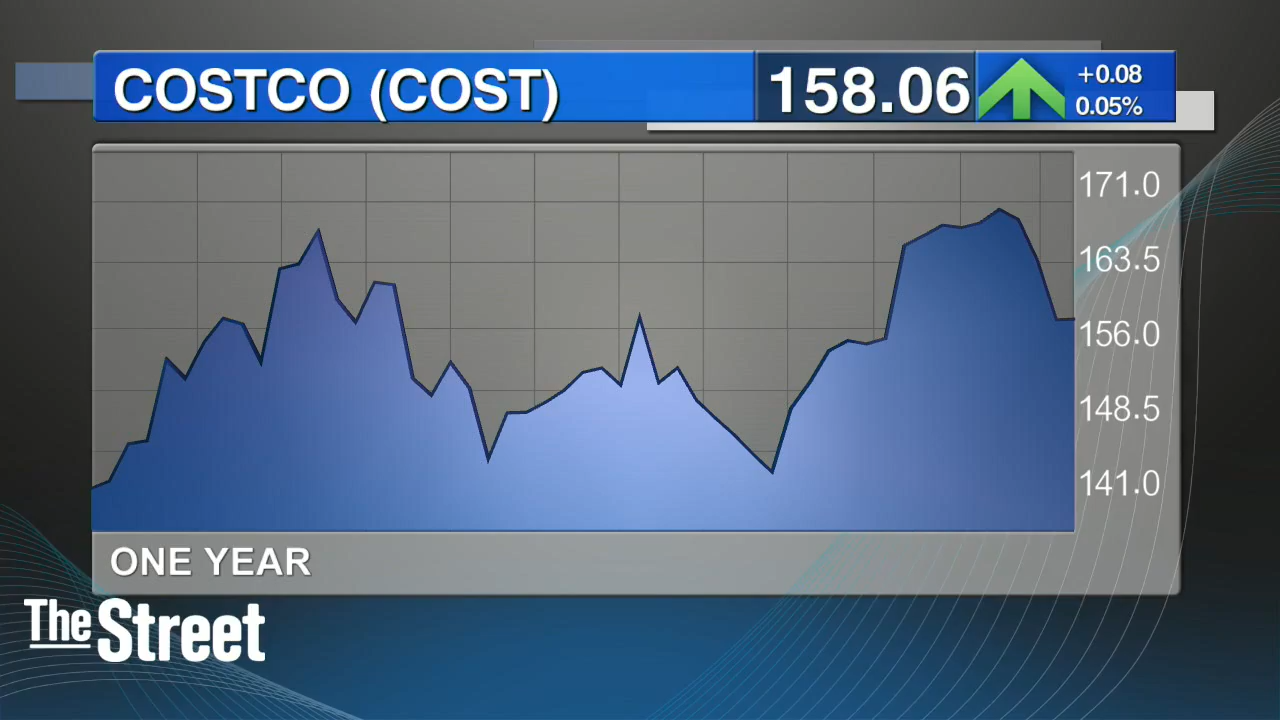 COSTCO (COST)
158.06
+0.08
0.05%
171.0
163.5
156.0
148.5
141.0
ONE YEAR
The Street